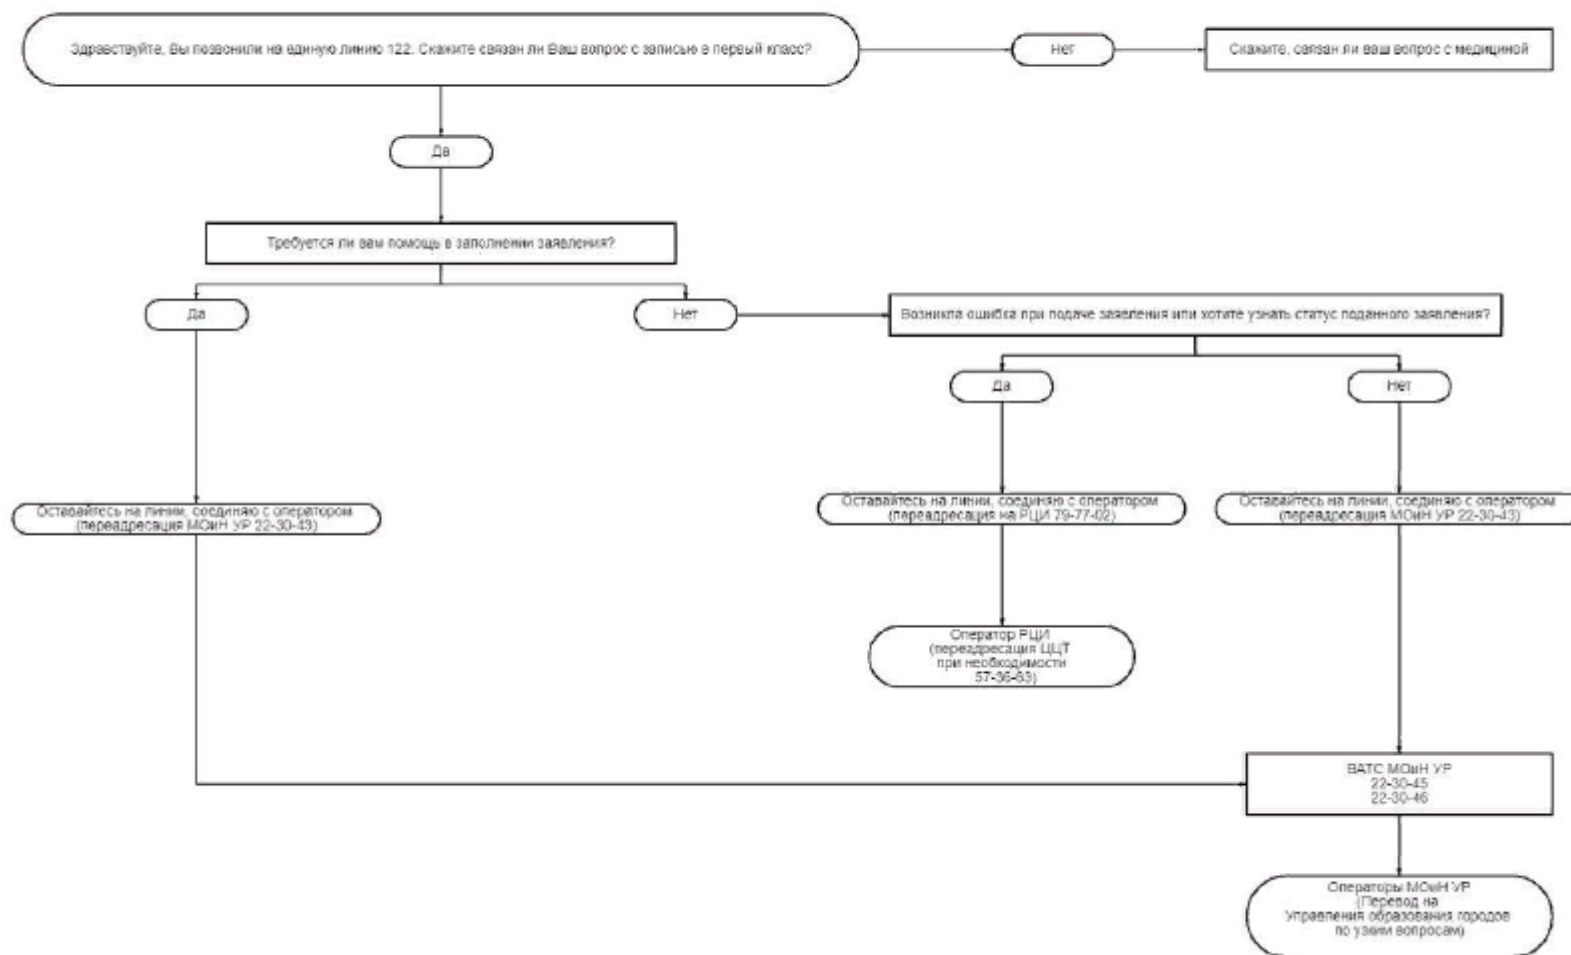 Здравствуйте, Вы позвонили на единую линию 122. Скажите связан ли Ваш вопрос с записью в первый класс?
Нет
Скажите, связан ли ваш вопрос с медициной
Да
Требуется ли вам помощь в заполнении заявления?
Да
Нет
Возникла ошибка при подаче заявления или хотите узнать статус поданного заявления?
Да
Нет
Оставайтесь на линии, соединяю с оператором
(переадресация МОиН УР 22-30-43)
Оставайтесь на линии, соединяю с оператором
(переадресация на РЦИ 79-77-02)
Оставайтесь на линии, соединяю с оператором
(переадресация МОиН УР 22-30-43)
Оператор РЦИ
(переадресация ЦЦТ
при необходимости
57-36-63)
ВАТС МОиН УР
22-30-45
22-30-46
Операторы МОиН УР
(Перевод на
Управления образования городов
по узким вопросам)